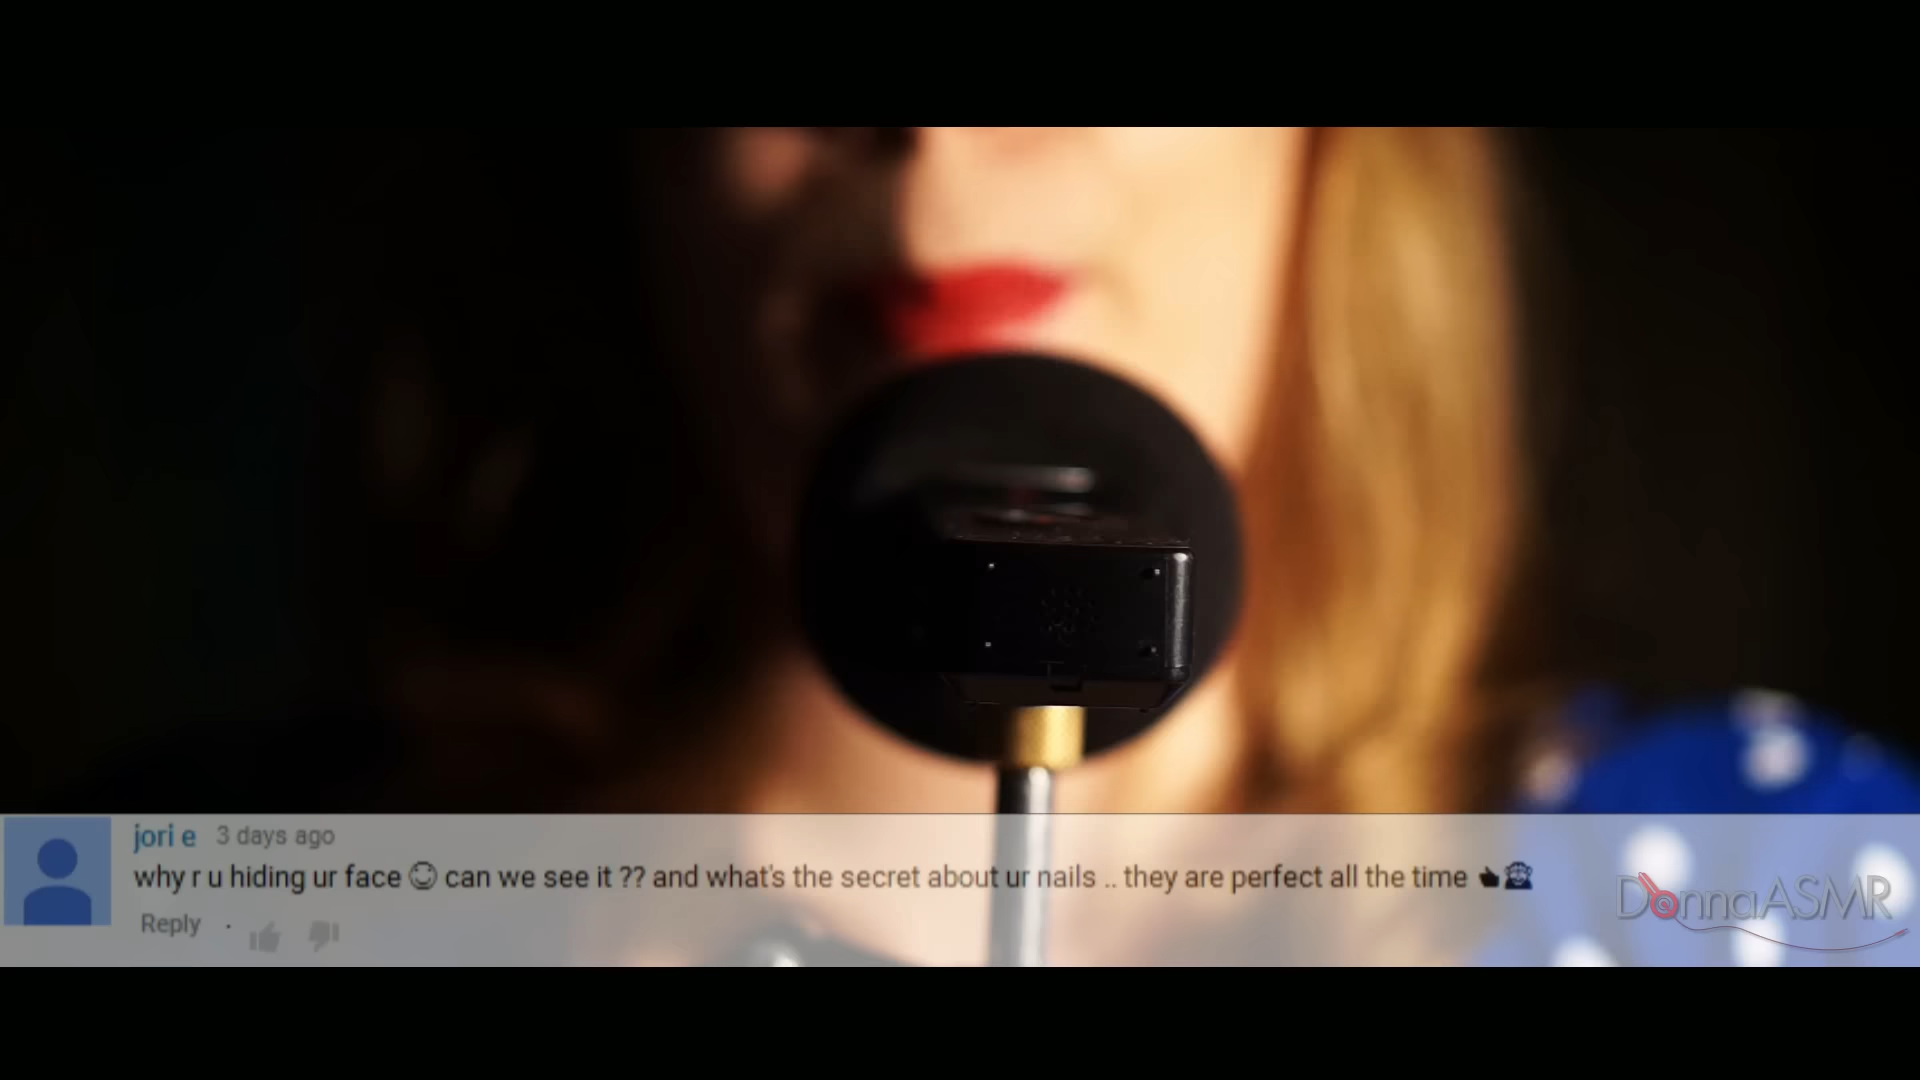 jori e 3 days ago
why r u hiding ur face ☺ can we see it ?? and what's the secret about ur nails .. they are perfect all the time
Reply
DonnaASMR